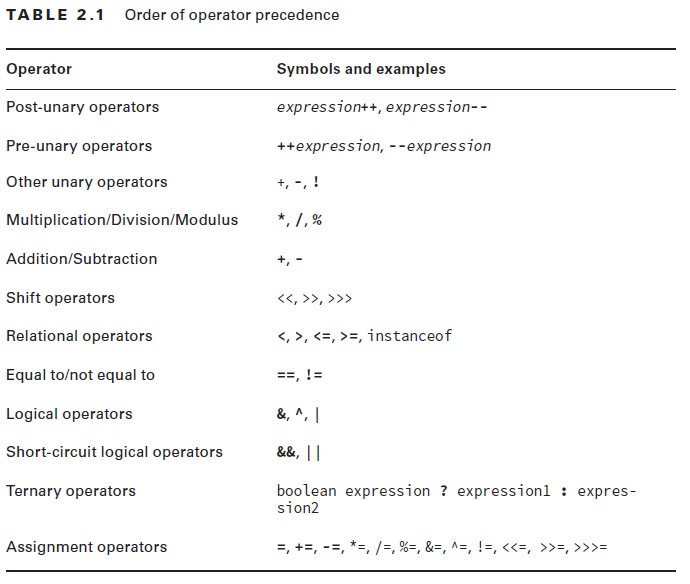 TABLE 2.1 Order of operator precedence
Operator Symbols and examples
Post-unary operators expression++, expression--
Pre-unary operators ++expression, --expression
Other unary operators +, -, !
Multiplication/Division/Modulus *, /, %
Addition/Subtraction +, -
Shift operators <<, >>, >>>
Relational operators <, >, <=, >=, instanceof
Equal to/not equal to ==, !=
Logical operators &, ^, |
Short-circuit logical operators &&, ||
Ternary operators boolean expression ? expression1 : expres-
sion2
Assignment operators =, +=, -=, *=, /=, %=, &=, ^=, !=, <<=, >>=, >>>=